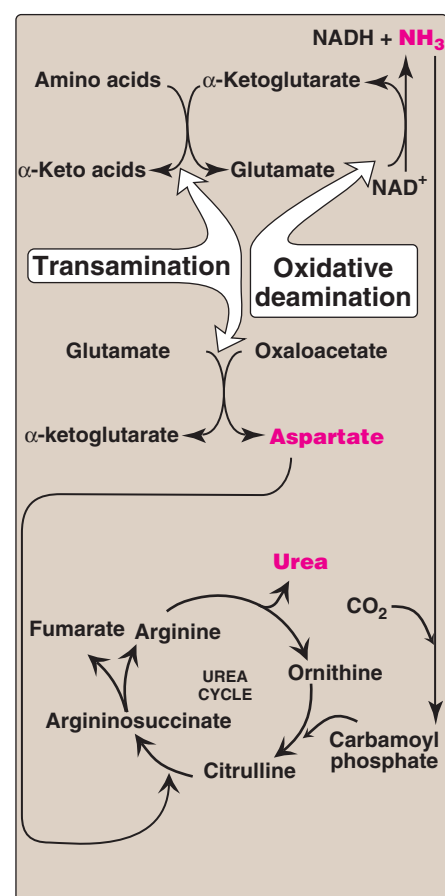 NADH + NH₃
Amino acids
α-Ketoglutarate
α-Keto acids
Glutamate
NAD⁺
Transamination
Oxidative
deamination
Glutamate
Oxaloacetate
α-ketoglutarate
Aspartate
Urea
CO₂
Fumarate
Arginine
UREA
CYCLE
Ornithine
Argininosuccinate
Citrulline
Carbamoyl
phosphate